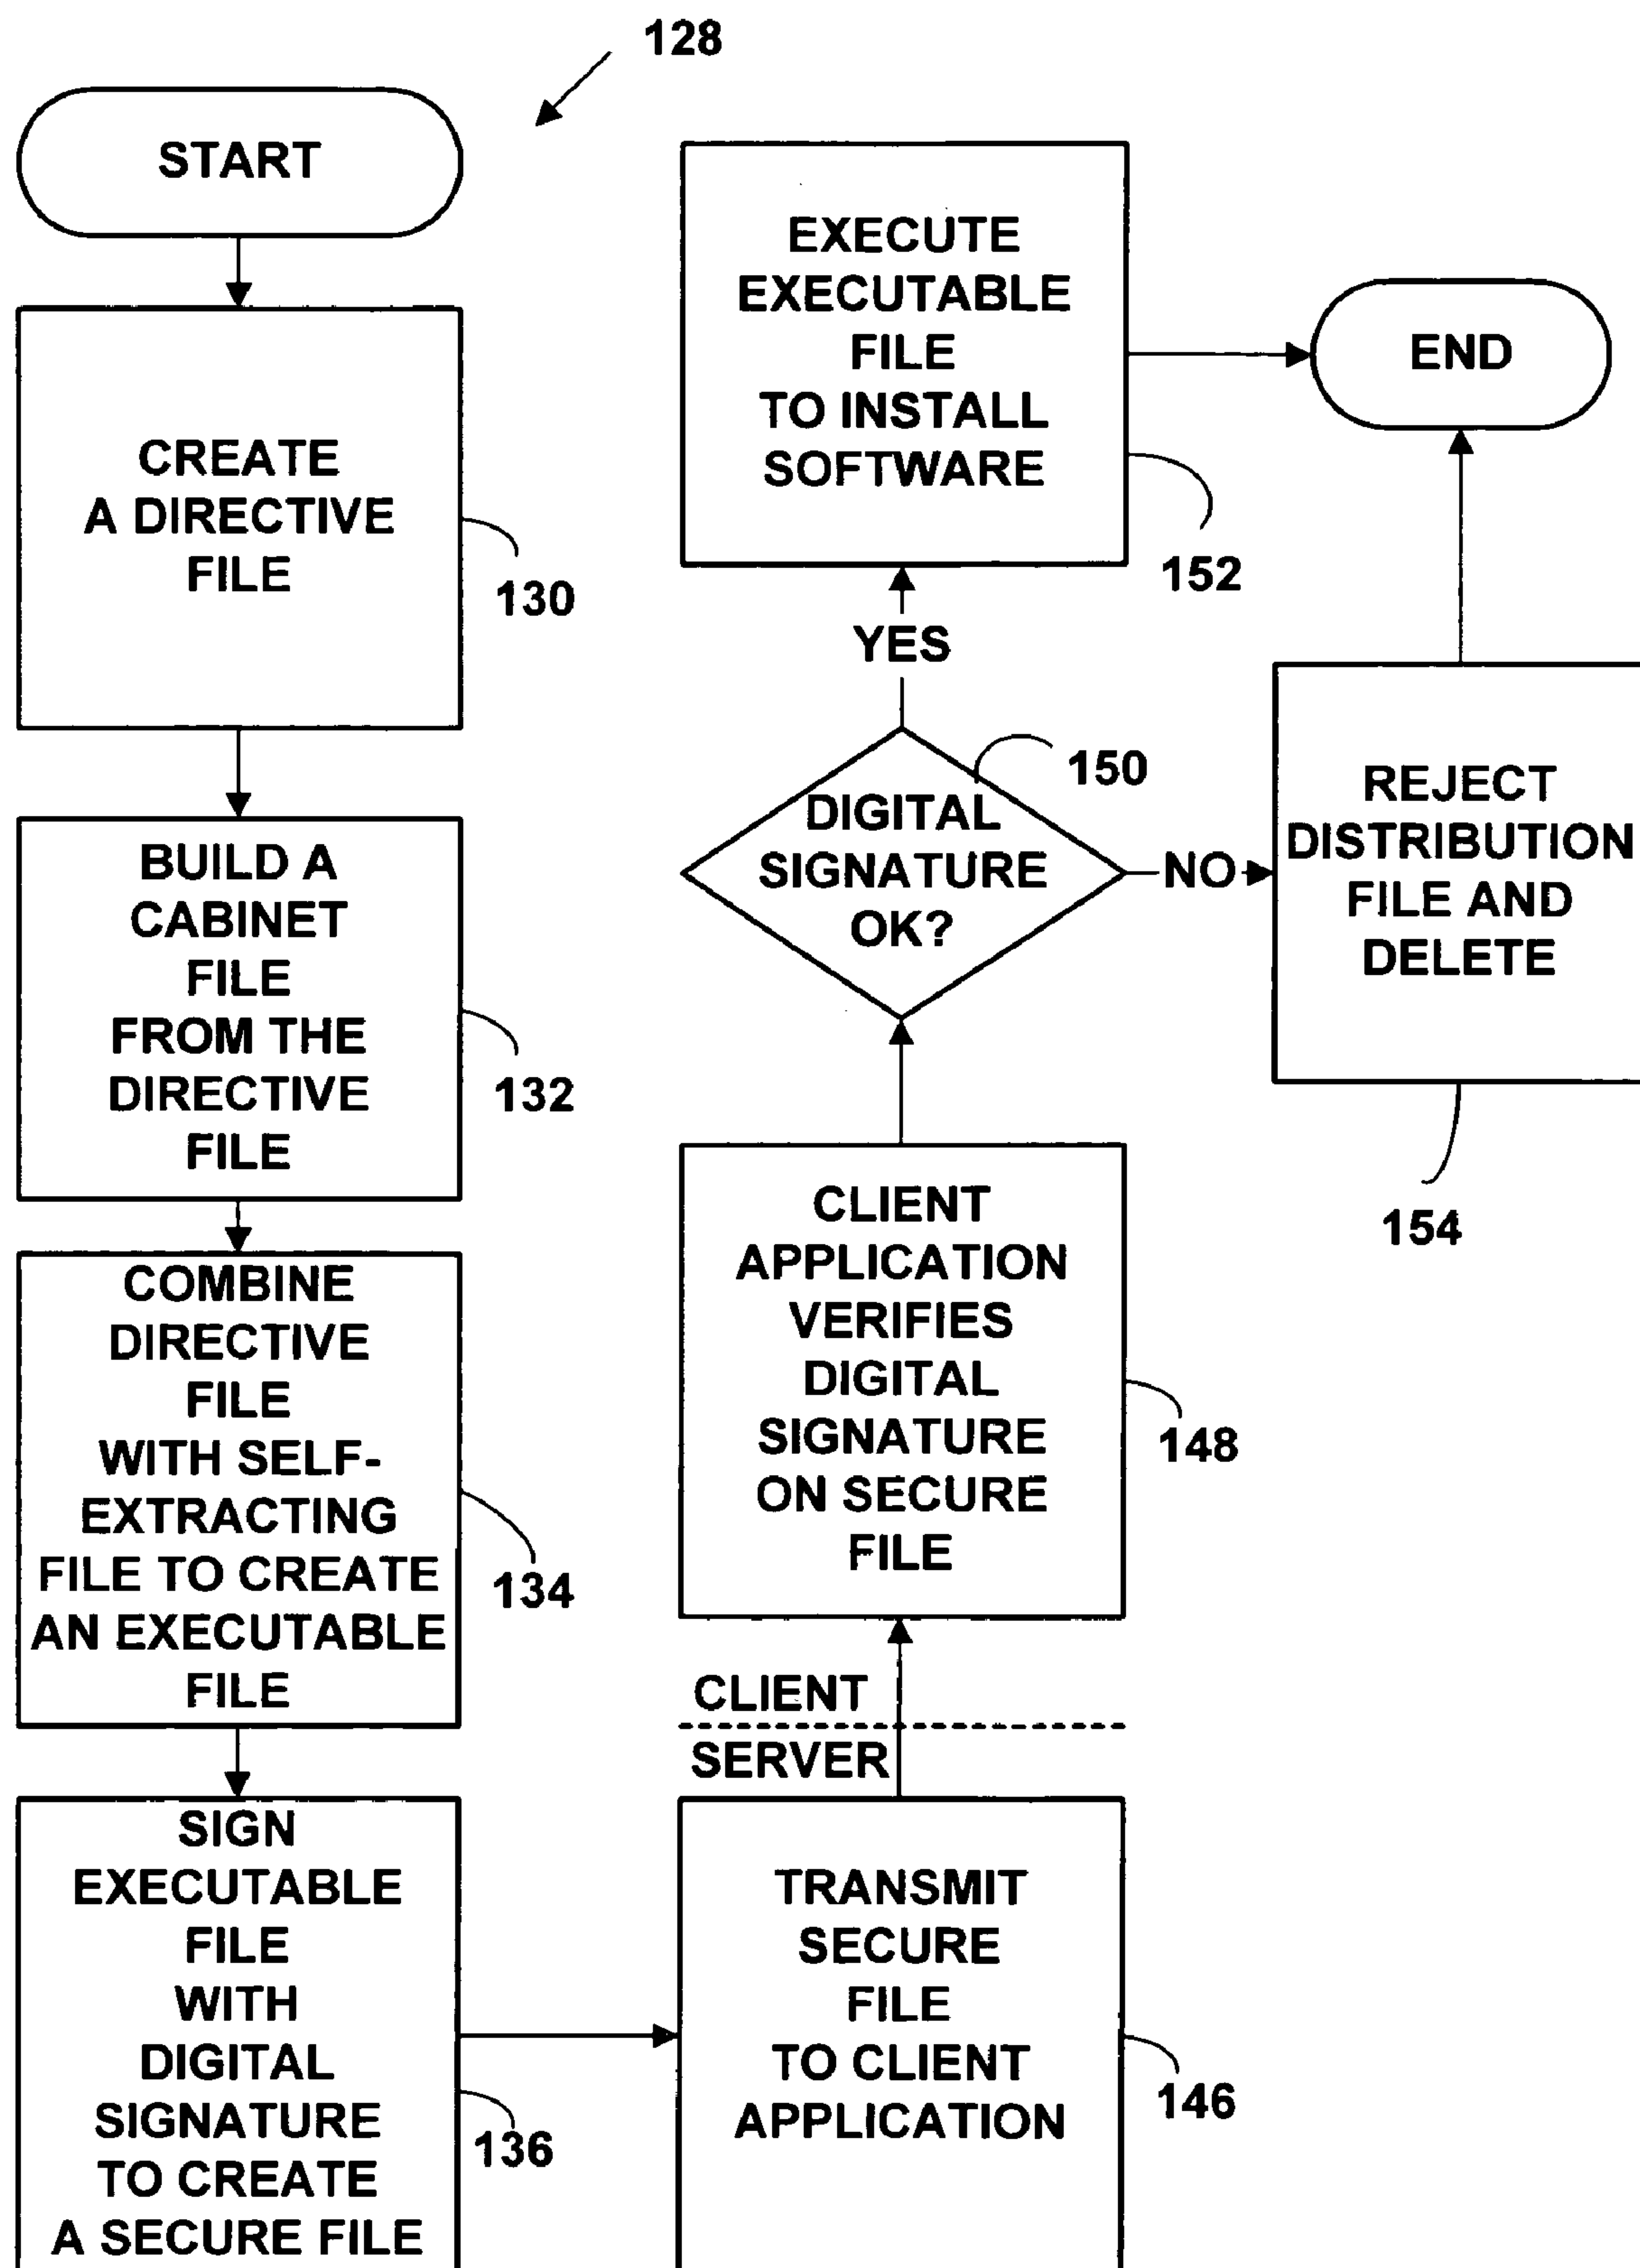 128
START
CREATE
A DIRECTIVE
FILE
130
BUILD A
CABINET
FILE
FROM THE
DIRECTIVE
FILE
132
COMBINE
DIRECTIVE
FILE
WITH SELF-
EXTRACTING
FILE TO CREATE
AN EXECUTABLE
FILE
134
SIGN
EXECUTABLE
FILE
WITH
DIGITAL
SIGNATURE
TO CREATE
A SECURE FILE
136
TRANSMIT
SECURE
FILE
TO CLIENT
APPLICATION
146
CLIENT
SERVER
CLIENT
APPLICATION
VERIFIES
DIGITAL
SIGNATURE
ON SECURE
FILE
148
DIGITAL
SIGNATURE
OK?
150
YES
NO
EXECUTE
EXECUTABLE
FILE
TO INSTALL
SOFTWARE
152
REJECT
DISTRIBUTION
FILE AND
DELETE
154
END